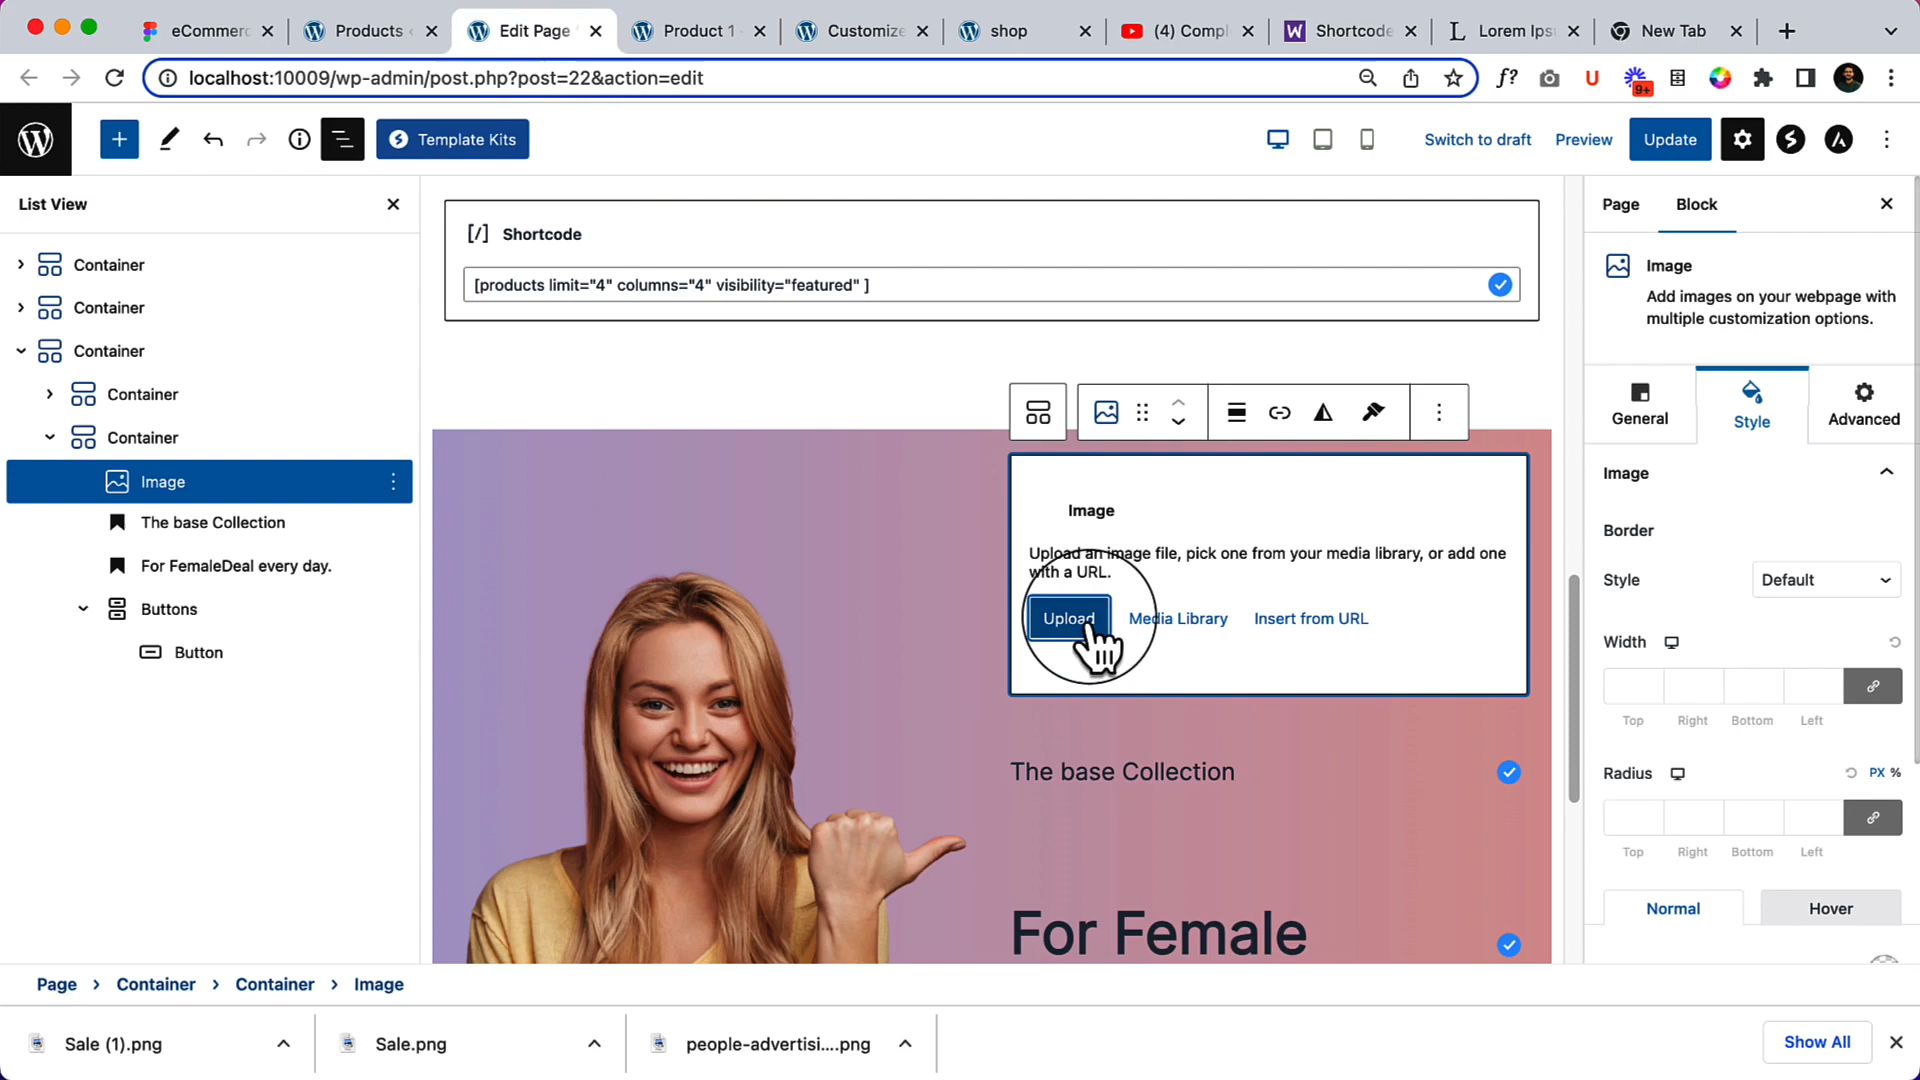 eCommerc
Products
Edit Page
Product 1
Customize
shop
(4) Compl
Shortcode
Lorem Ips
New Tab
localhost:10009/wp-admin/post.php?post=22&action=edit
f?
U
9+
Template Kits
Switch to draft
Preview
Update
List View
Container
Container
Container
Container
Container
Image
The base Collection
For FemaleDeal every day.
Buttons
Button
[/] Shortcode
[products limit="4" columns="4" visibility="featured" ]
Image
Upload an image file, pick one from your media library, or add one
with a URL.
Upload
Media Library
Insert from URL
The base Collection
For Female
Page
Block
Image
Add images on your webpage with
multiple customization options.
General
Style
Advanced
Image
Border
Style
Default
Width
Top
Right
Bottom
Left
Radius
PX %
Top
Right
Bottom
Left
Normal
Hover
Page > Container > Container > Image
Sale (1).png
Sale.png
people-advertisi....png
Show All